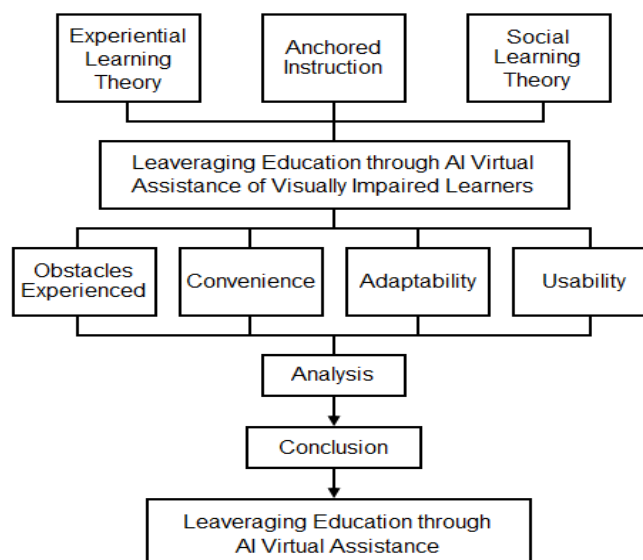 Experiential
Learning
Theory
Anchored
Instruction
Social
Learning
Theory
Leaveraging Education through AI Virtual
Assistance of Visually Impaired Learners
Obstacles
Experienced
Convenience
Adaptability
Usability
Analysis
Conclusion
Leaveraging Education through
AI Virtual Assistance